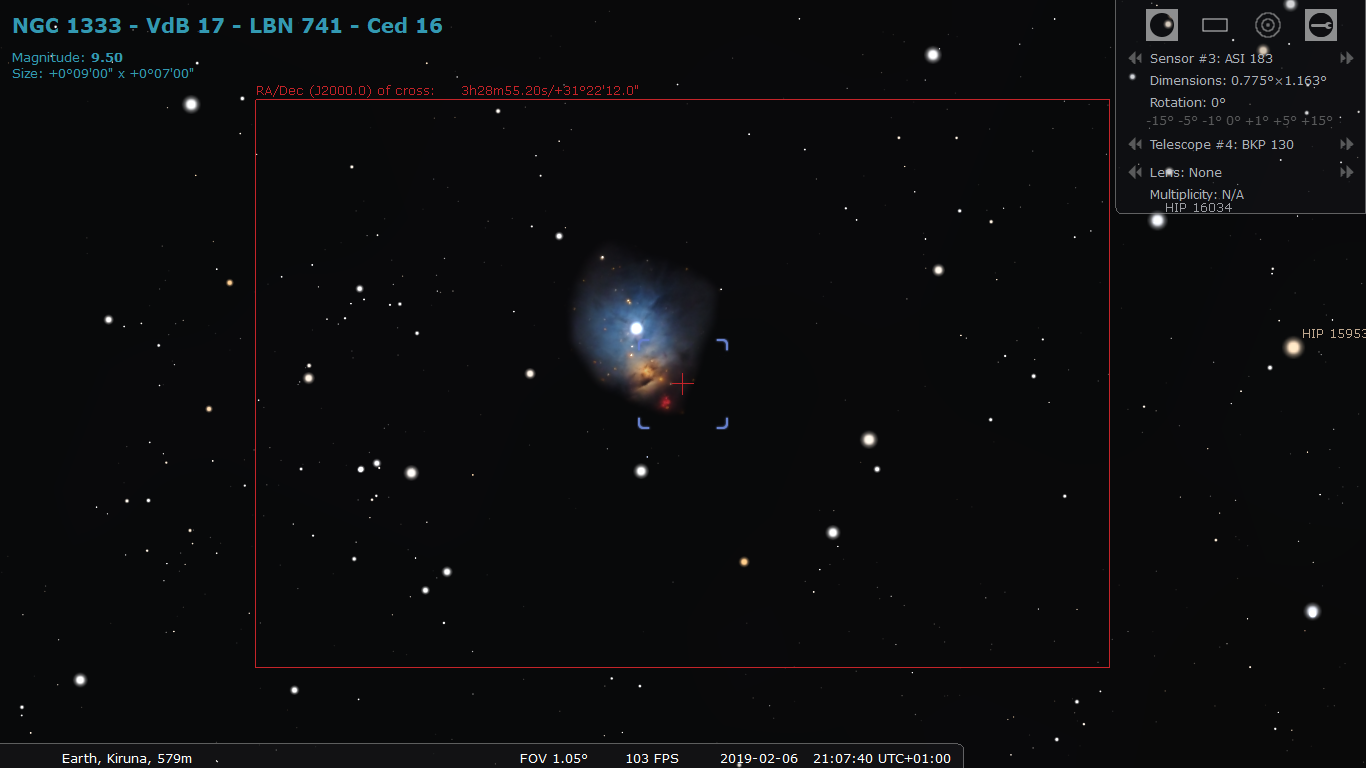 NGC 1333 - VdB 17 - LBN 741 - Ced 16
Magnitude: 9.50
Size: +0°09'00" x +0°07'00"
RA/Dec (J2000.0) of cross: 3h28m55.20s/+31°22'12.0"
Sensor #3: ASI 183
Dimensions: 0.775°×1.163°
Rotation: 0°
-15° -5° -1° 0° +1° +5° +15°
Telescope #4: BKP 130
Lens: None
Multiplicity: N/A
HIP 16034
HIP 15953
Earth, Kiruna, 579m FOV 1.05° 103 FPS 2019-02-06 21:07:40 UTC+01:00